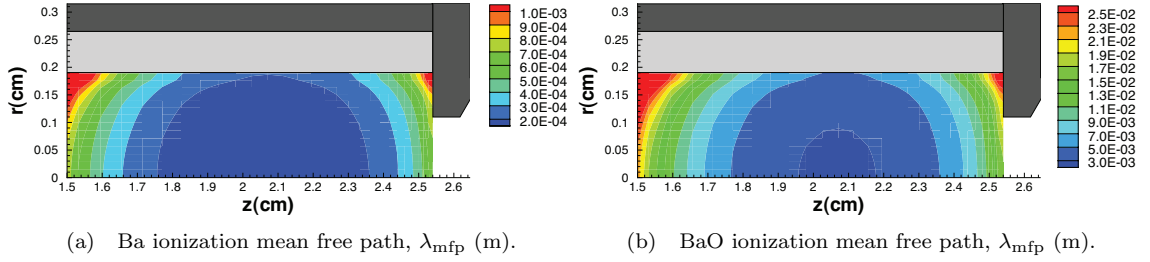 r(cm)
0.3
0.25
0.2
0.15
0.1
0.05
0
1.5 1.6 1.7 1.8 1.9 2 2.1 2.2 2.3 2.4 2.5 2.6
z(cm)
1.0E-03
9.0E-04
7.0E-04
6.0E-04
5.0E-04
4.0E-04
3.0E-04
2.0E-04
(a) Ba ionization mean free path, λmfp (m).
r(cm)
0.3
0.25
0.2
0.15
0.1
0.05
0
1.5 1.6 1.7 1.8 1.9 2 2.1 2.2 2.3 2.4 2.5 2.6
z(cm)
2.5E-02
2.3E-02
2.1E-02
1.9E-02
1.7E-02
1.5E-02
1.3E-02
1.1E-02
9.0E-03
7.0E-03
5.0E-03
3.0E-03
(b) BaO ionization mean free path, λmfp (m).